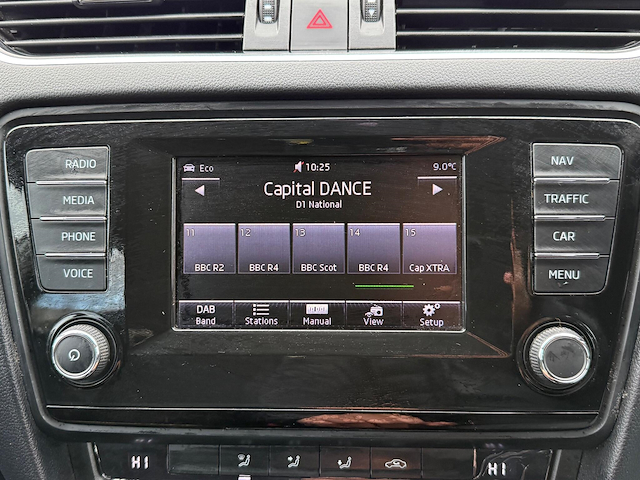 Eco 10:25 9.0°C
Capital DANCE
D1 National
11 12 13 14 15
BBC R2 BBC R4 BBC Scot BBC R4 Cap XTRA
DAB
Band Stations Manual View Setup
RADIO
MEDIA
PHONE
VOICE
NAV
TRAFFIC
CAR
MENU
HI HI